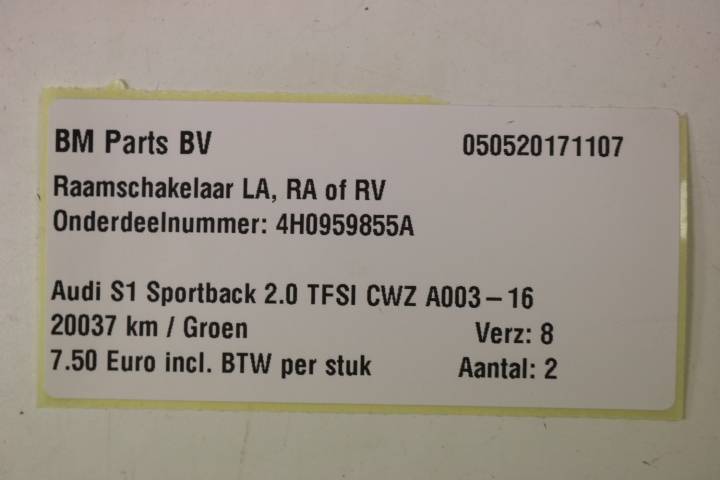 BM Parts BV 050520171107
Raamschakelaar LA, RA of RV
Onderdeelnummer: 4H0959855A
Audi S1 Sportback 2.0 TFSI CWZ A003-16
20037 km / Groen Verz: 8
7.50 Euro incl. BTW per stuk Aantal: 2